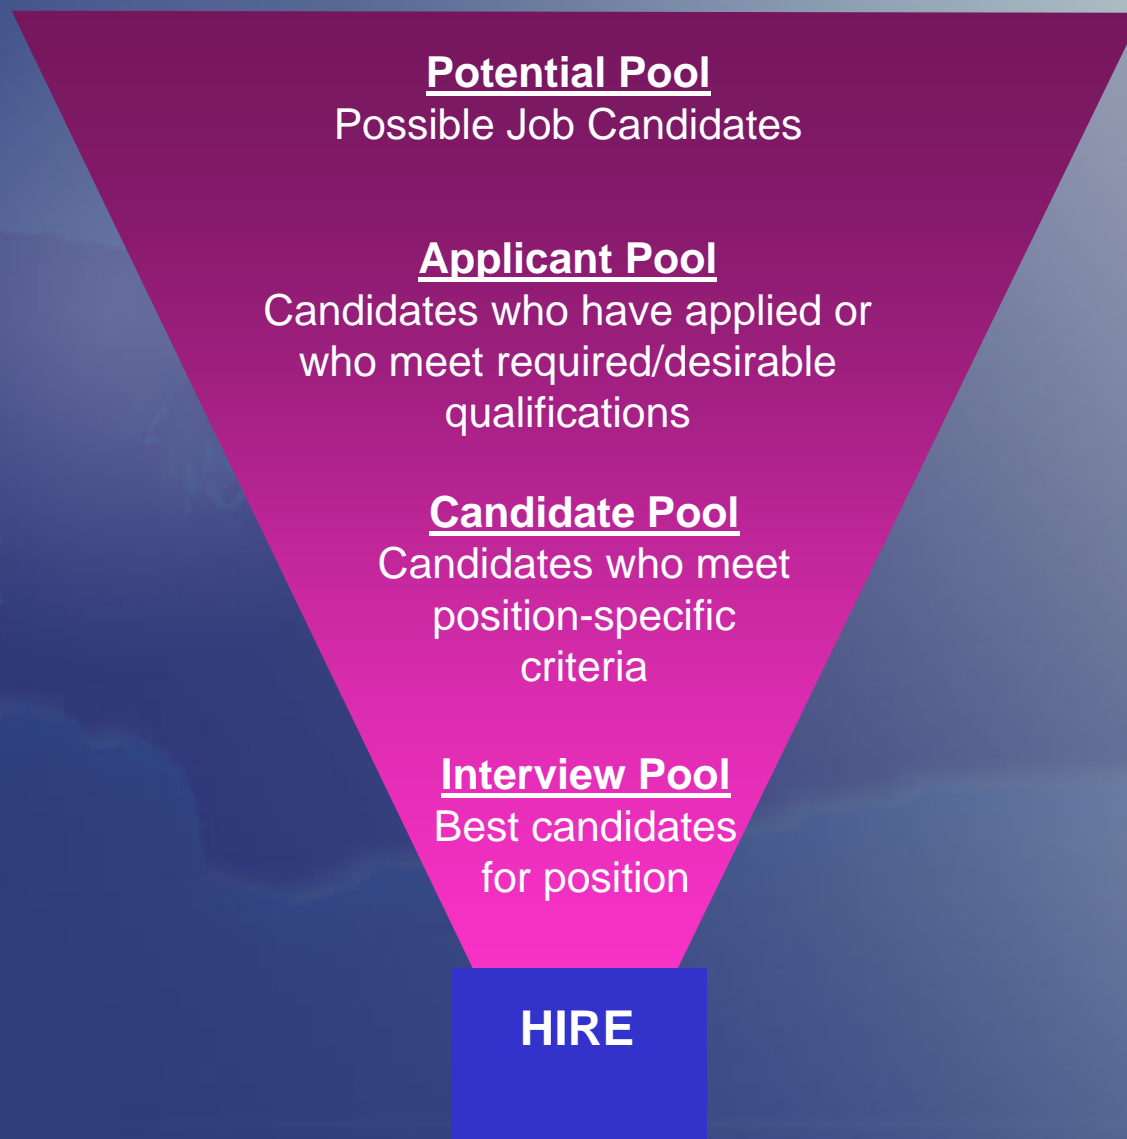 Potential Pool
Possible Job Candidates
Applicant Pool
Candidates who have applied or
who meet required/desirable
qualifications
Candidate Pool
Candidates who meet
position-specific
criteria
Interview Pool
Best candidates
for position
HIRE